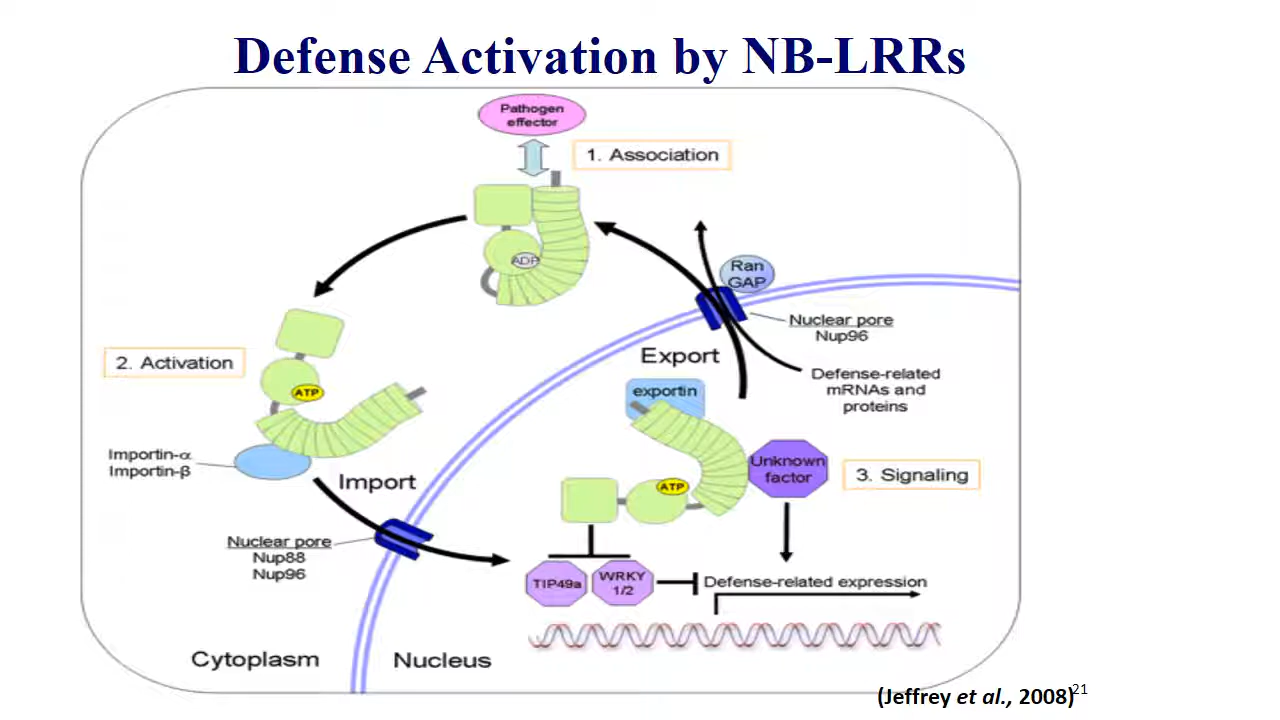 Defense Activation by NB-LRRs
Pathogen
effector
1. Association
ADP
Ran
GAP
Nuclear pore
Nup96
Export
Defense-related
mRNAs and
proteins
2. Activation
ATP
exportin
Importin-α
Importin-β
Import
Unknown
factor
3. Signaling
ATP
Nuclear pore
Nup88
Nup96
TIP49a
WRKY
1/2
Defense-related expression
Cytoplasm
Nucleus
(Jeffrey et al., 2008)
21